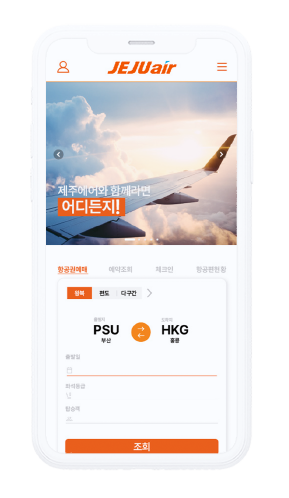 JEJUair
제주에어와 함께라면
어디든지!
항공권예매 예약조회 체크인 항공편현황
왕복 편도 다구간
출발지 도착지
PSU HKG
부산 홍콩
출발일
좌석등급
탑승객
조회